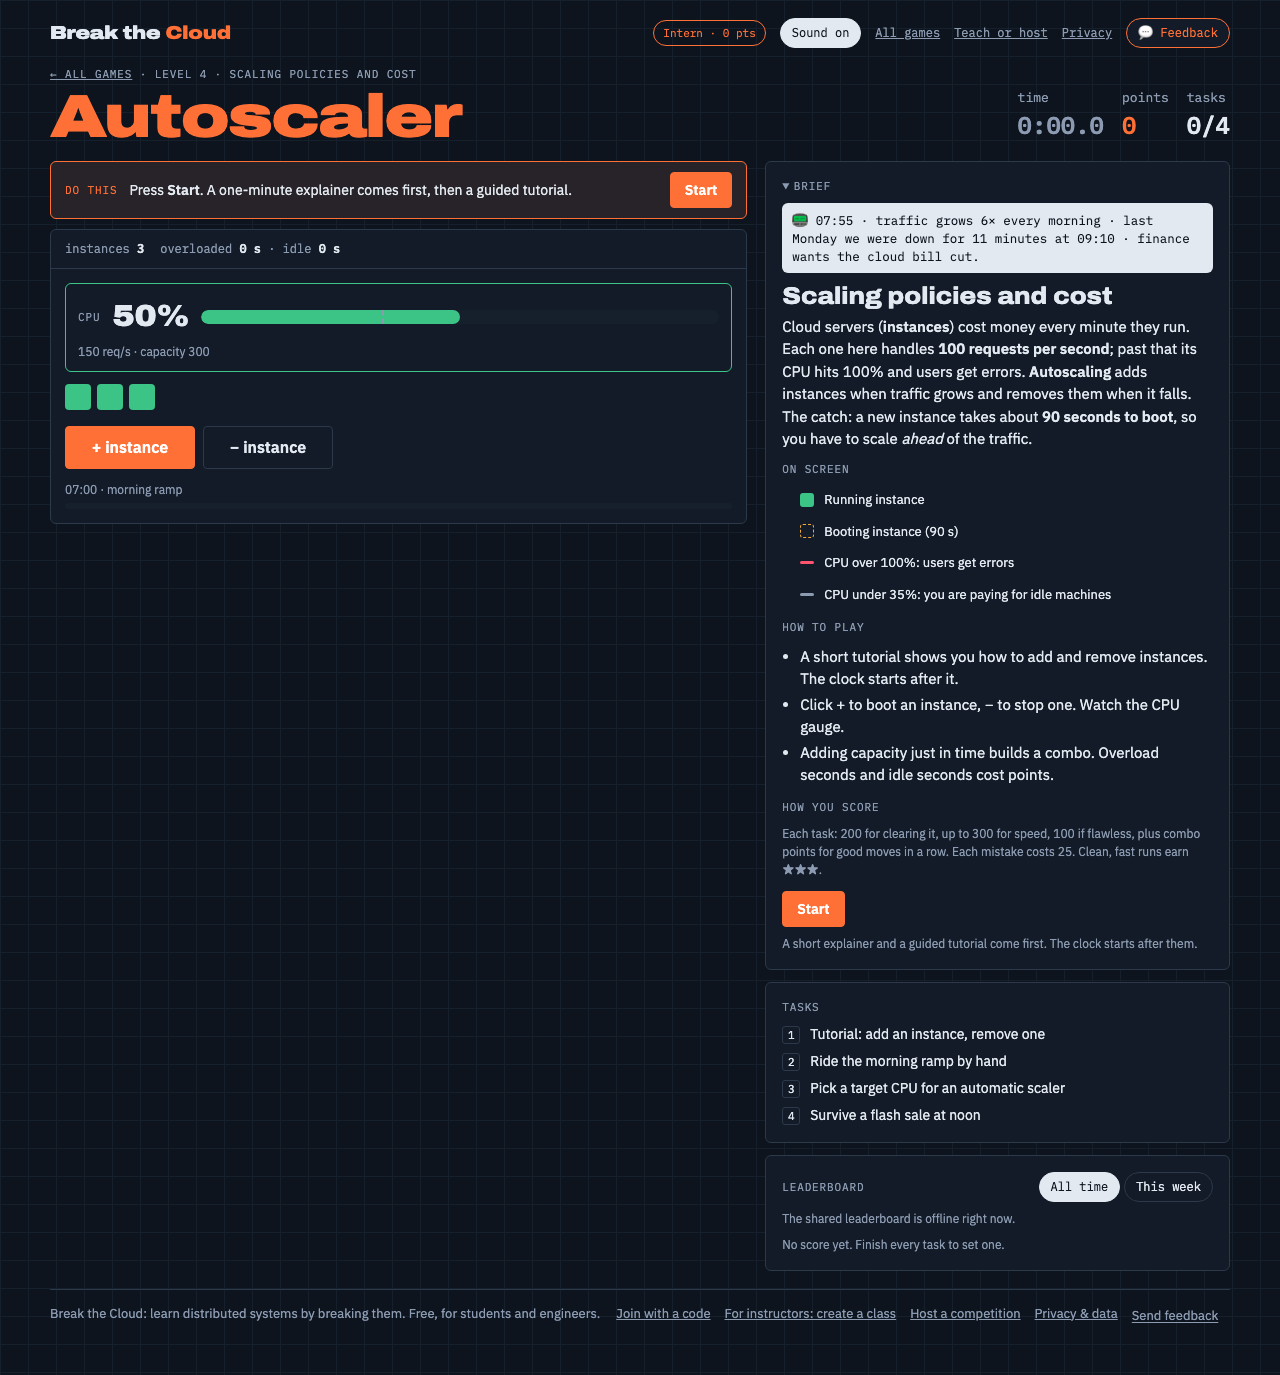 Break the Cloud
Intern · 0 pts
Sound on
All games
Teach or host
Privacy
💬 Feedback
← ALL GAMES · LEVEL 4 · SCALING POLICIES AND COST
Autoscaler
time
0:00.0
points
0
tasks
0/4
DO THIS Press Start. A one-minute explainer comes first, then a guided tutorial.
Start
instances 3 overloaded 0 s · idle 0 s
CPU 50%
150 req/s · capacity 300
+ instance
− instance
07:00 · morning ramp
▼ BRIEF
📟 07:55 · traffic grows 6× every morning · last
Monday we were down for 11 minutes at 09:10 · finance
wants the cloud bill cut.
Scaling policies and cost
Cloud servers (instances) cost money every minute they run.
Each one here handles 100 requests per second; past that its
CPU hits 100% and users get errors. Autoscaling adds
instances when traffic grows and removes them when it falls.
The catch: a new instance takes about 90 seconds to boot, so
you have to scale ahead of the traffic.
ON SCREEN
Running instance
Booting instance (90 s)
CPU over 100%: users get errors
CPU under 35%: you are paying for idle machines
HOW TO PLAY
• A short tutorial shows you how to add and remove instances.
The clock starts after it.
• Click + to boot an instance, − to stop one. Watch the CPU
gauge.
• Adding capacity just in time builds a combo. Overload
seconds and idle seconds cost points.
HOW YOU SCORE
Each task: 200 for clearing it, up to 300 for speed, 100 if flawless, plus combo
points for good moves in a row. Each mistake costs 25. Clean, fast runs earn
★★★.
Start
A short explainer and a guided tutorial come first. The clock starts after them.
TASKS
1 Tutorial: add an instance, remove one
2 Ride the morning ramp by hand
3 Pick a target CPU for an automatic scaler
4 Survive a flash sale at noon
LEADERBOARD
All time
This week
The shared leaderboard is offline right now.
No score yet. Finish every task to set one.
Break the Cloud: learn distributed systems by breaking them. Free, for students and engineers.
Join with a code
For instructors: create a class
Host a competition
Privacy & data
Send feedback